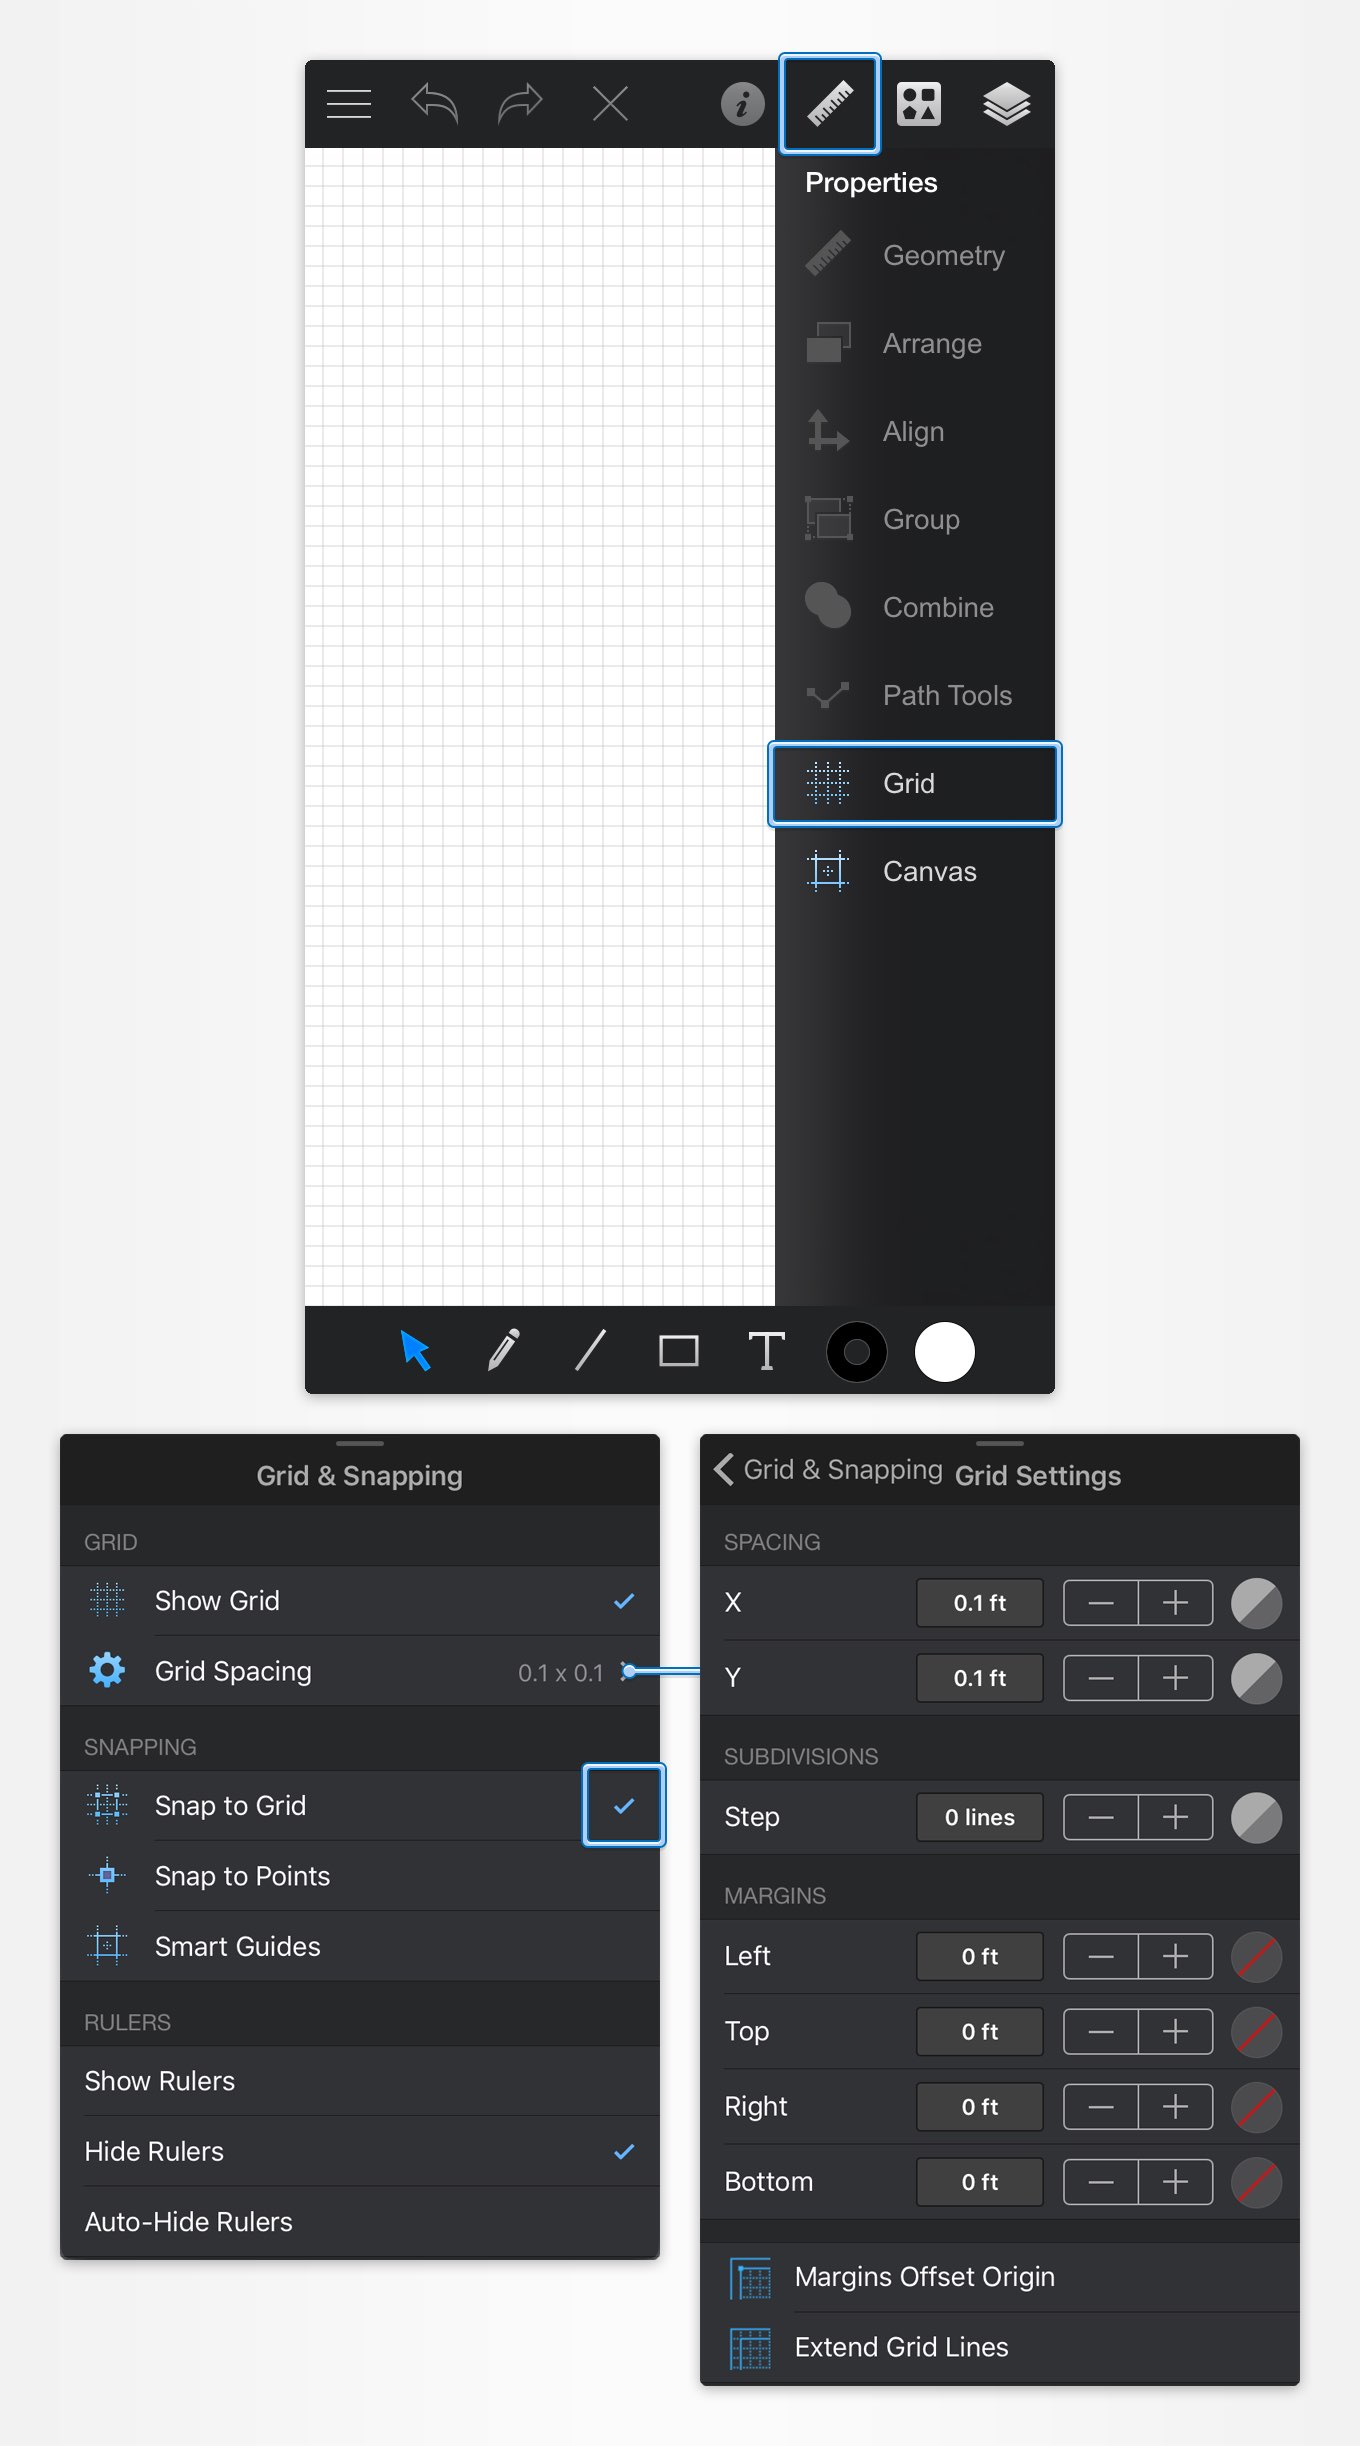 Properties
Geometry
Arrange
Align
Group
Combine
Path Tools
Grid
Canvas
Grid & Snapping
GRID
Show Grid
Grid Spacing 0.1 x 0.1
SNAPPING
Snap to Grid
Snap to Points
Smart Guides
RULERS
Show Rulers
Hide Rulers
Auto-Hide Rulers
Grid & Snapping Grid Settings
SPACING
X 0.1 ft
Y 0.1 ft
SUBDIVISIONS
Step 0 lines
MARGINS
Left 0 ft
Top 0 ft
Right 0 ft
Bottom 0 ft
Margins Offset Origin
Extend Grid Lines